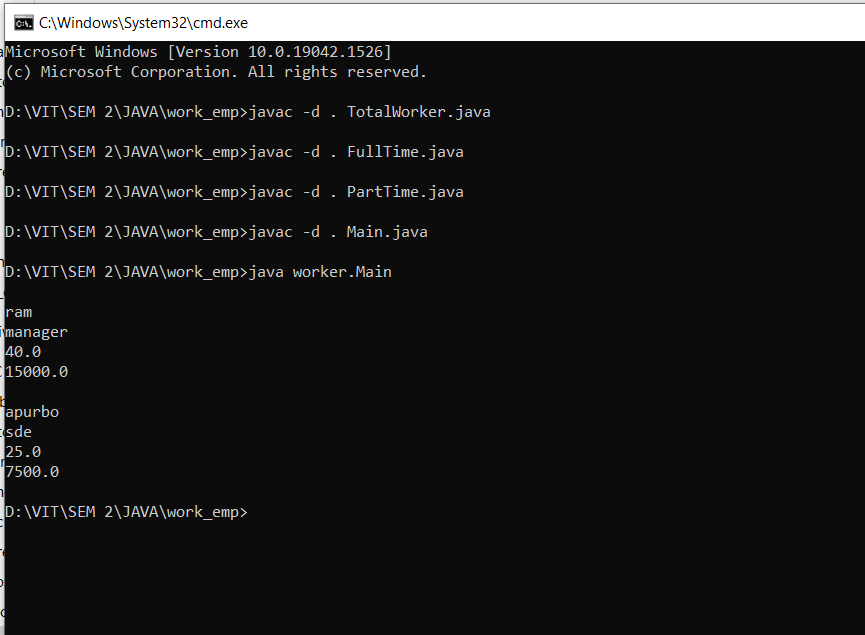 C:\Windows\System32\cmd.exe
Microsoft Windows [Version 10.0.19042.1526]
(c) Microsoft Corporation. All rights reserved.
D:\VIT\SEM 2\JAVA\work_emp>javac -d . TotalWorker.java
D:\VIT\SEM 2\JAVA\work_emp>javac -d . FullTime.java
D:\VIT\SEM 2\JAVA\work_emp>javac -d . PartTime.java
D:\VIT\SEM 2\JAVA\work_emp>javac -d . Main.java
D:\VIT\SEM 2\JAVA\work_emp>java worker.Main
ram
manager
40.0
15000.0
apurbo
sde
25.0
7500.0
D:\VIT\SEM 2\JAVA\work_emp>